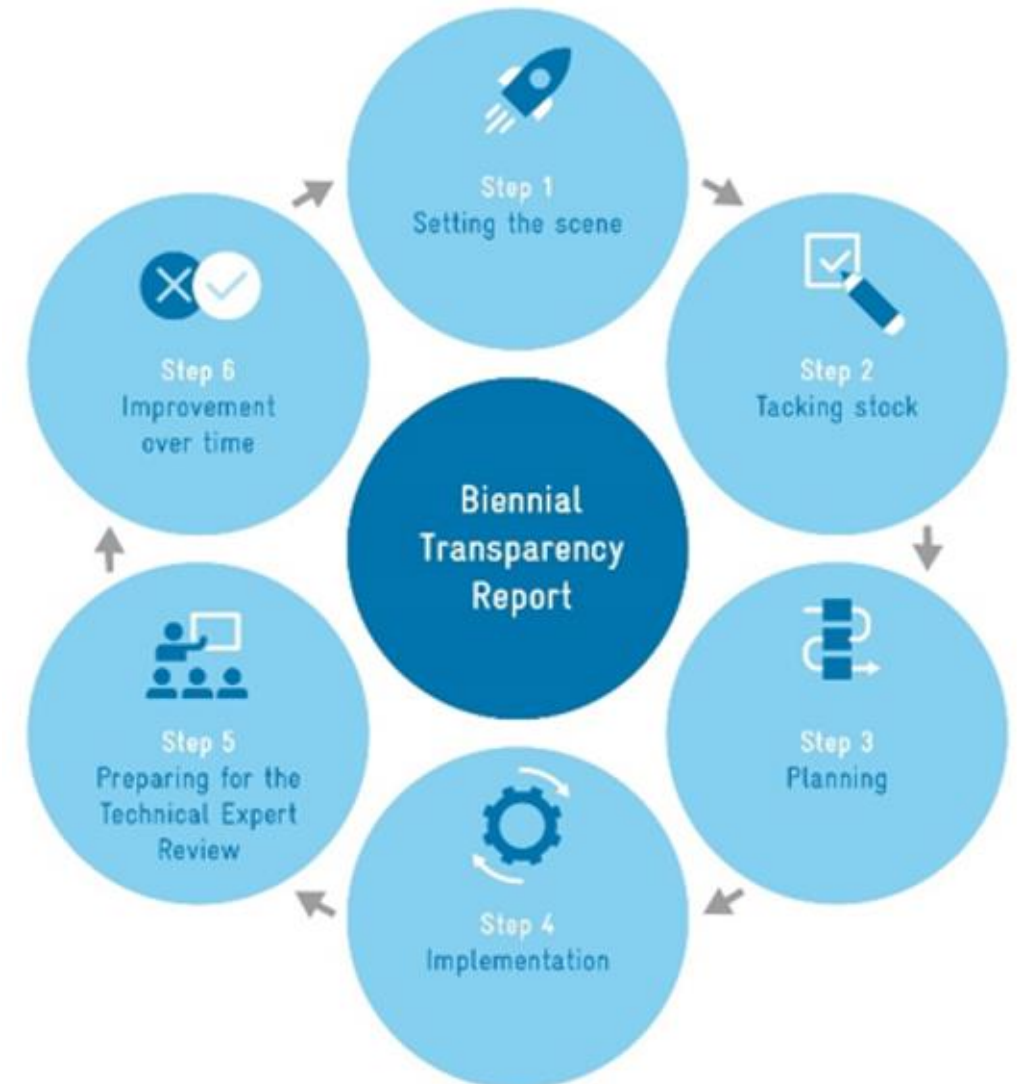 Step 1
Setting the scene
Step 2
Tacking stock
Step 3
Planning
Step 4
Implementation
Step 5
Preparing for the
Technical Expert
Review
Step 6
Improvement
over time
Biennial
Transparency
Report